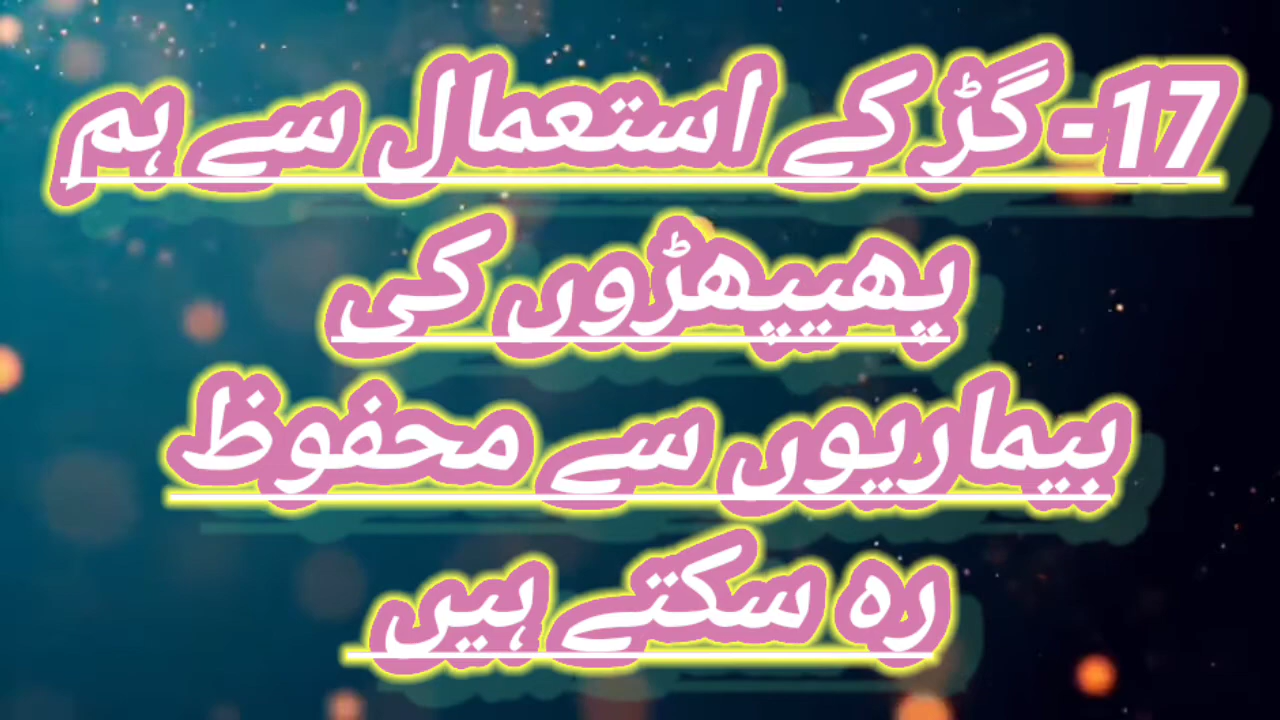 17- گڑ کے استعمال سے ہم
پھیپھڑوں کی
بیماریوں سے محفوظ
رہ سکتے ہیں